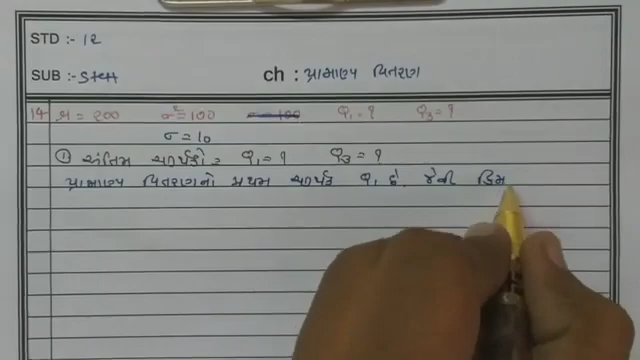 STD :- 12
SUB :- Stat ch : પ્રામાણ્ય વિતરણ
14 μ = 200 σ² = 100 Q₁ = ? Q₃ = ?
σ = 10
① અંતિમ ચતુર્થકો = Q₁ = ? Q₃ = ?
પ્રામાણ્ય વિતરણનો પ્રથમ ચતુર્થક Q₁ છે. જેની કિંમ